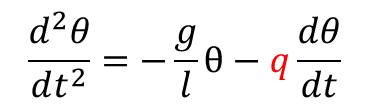 d²θ/dt² = − g/l θ − q dθ/dt